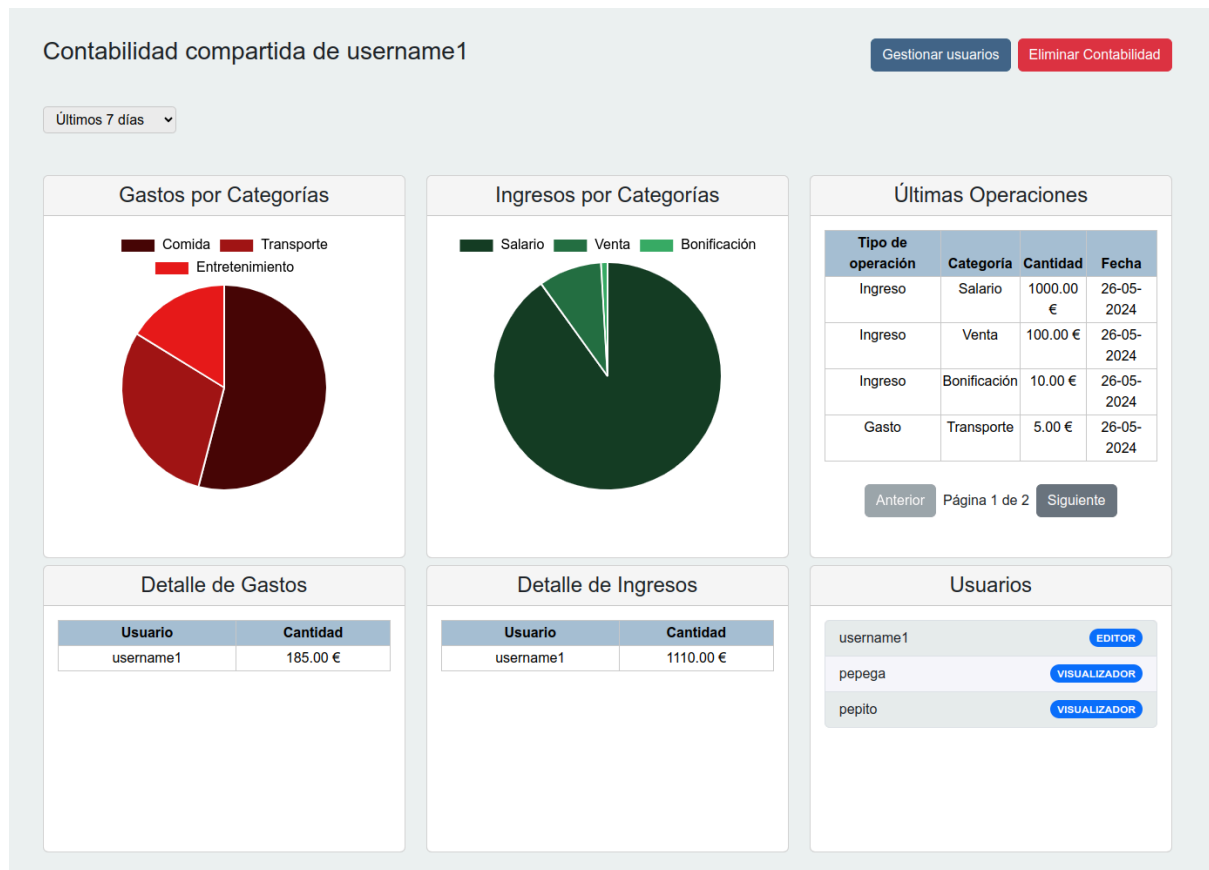 Contabilidad compartida de username1
Gestionar usuarios
Eliminar Contabilidad
Últimos 7 días
Gastos por Categorías
Comida
Transporte
Entretenimiento
Ingresos por Categorías
Salario
Venta
Bonificación
Últimas Operaciones
Tipo de
operación Categoría Cantidad Fecha
Ingreso Salario 1000.00 26-05-
€ 2024
Ingreso Venta 100.00 € 26-05-
2024
Ingreso Bonificación 10.00 € 26-05-
2024
Gasto Transporte 5.00 € 26-05-
2024
Anterior Página 1 de 2 Siguiente
Detalle de Gastos
Usuario Cantidad
username1 185.00 €
Detalle de Ingresos
Usuario Cantidad
username1 1110.00 €
Usuarios
username1 EDITOR
pepega VISUALIZADOR
pepito VISUALIZADOR